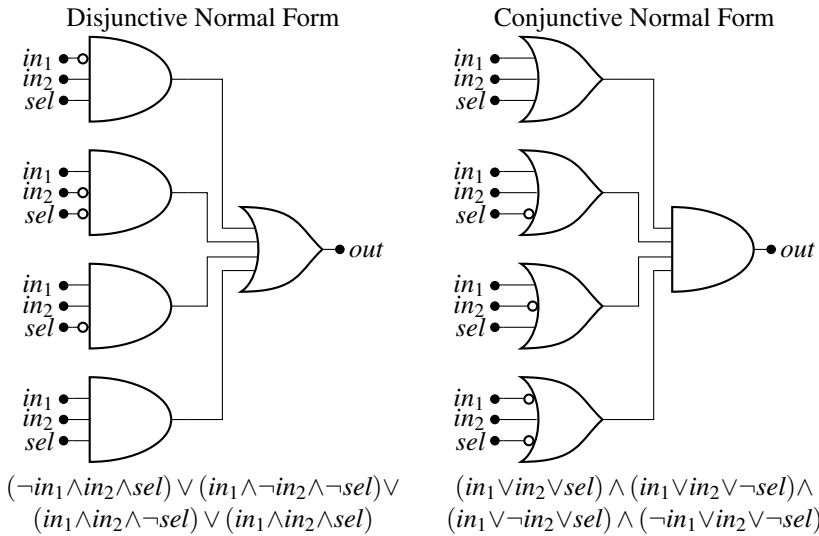 Disjunctive Normal Form
in₁
in₂
sel
in₁
in₂
sel
in₁
in₂
sel
in₁
in₂
sel
out
(¬in₁∧in₂∧sel) ∨ (in₁∧¬in₂∧¬sel)∨
(in₁∧in₂∧¬sel) ∨ (in₁∧in₂∧sel)
Conjunctive Normal Form
in₁
in₂
sel
in₁
in₂
sel
in₁
in₂
sel
in₁
in₂
sel
out
(in₁∨in₂∨sel) ∧ (in₁∨in₂∨¬sel)∧
(in₁∨¬in₂∨sel) ∧ (¬in₁∨in₂∨¬sel)